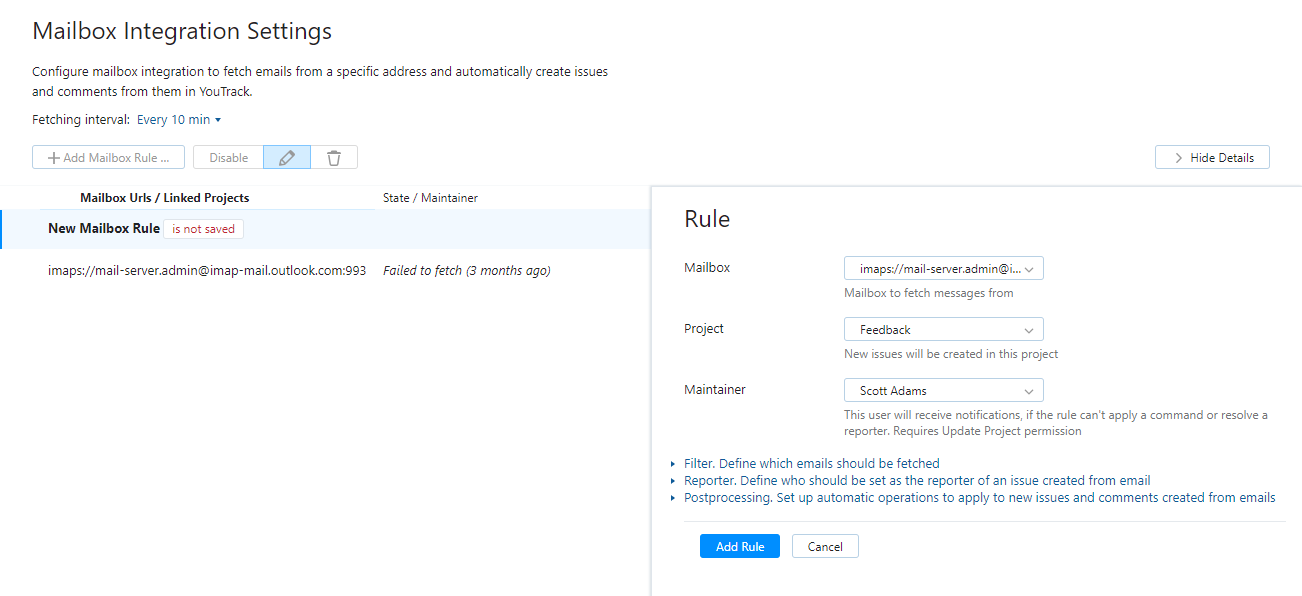 Mailbox Integration Settings
Configure mailbox integration to fetch emails from a specific address and automatically create issues
and comments from them in YouTrack.
Fetching interval: Every 10 min
Add Mailbox Rule ... Disable Hide Details
Mailbox Urls / Linked Projects State / Maintainer
New Mailbox Rule is not saved
imaps://mail-server.admin@imap-mail.outlook.com:993 Failed to fetch (3 months ago)
Rule
Mailbox imaps://mail-server.admin@i...
Mailbox to fetch messages from
Project Feedback
New issues will be created in this project
Maintainer Scott Adams
This user will receive notifications, if the rule can't apply a command or resolve a
reporter. Requires Update Project permission
Filter. Define which emails should be fetched
Reporter. Define who should be set as the reporter of an issue created from email
Postprocessing. Set up automatic operations to apply to new issues and comments created from emails
Add Rule Cancel